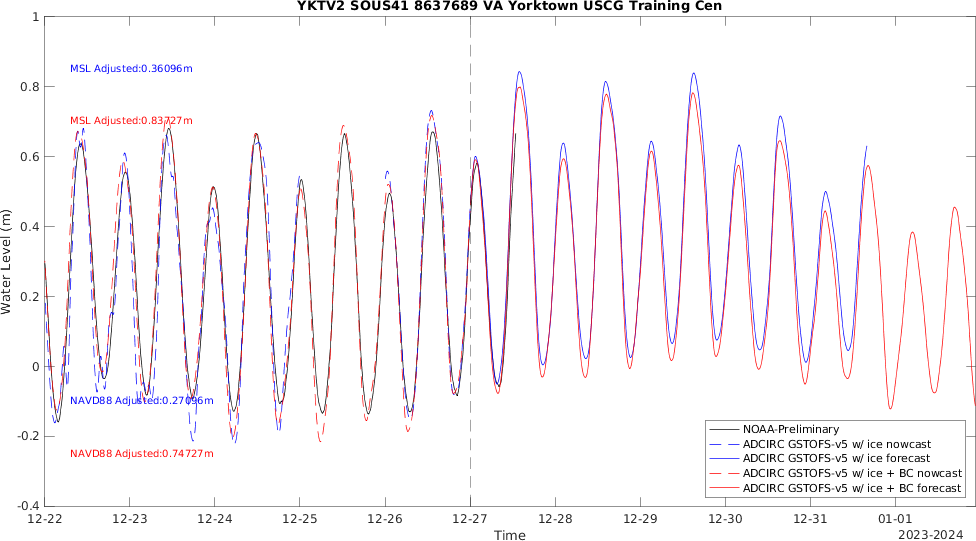 YKTV2 SOUS41 8637689 VA Yorktown USCG Training Cen
1
0.8
0.6
0.4
0.2
0
-0.2
-0.4
Water Level (m)
MSL Adjusted:0.36096m
MSL Adjusted:0.83727m
NAVD88 Adjusted:0.27096m
NAVD88 Adjusted:0.74727m
NOAA-Preliminary
ADCIRC GSTOFS-v5 w/ ice nowcast
ADCIRC GSTOFS-v5 w/ ice forecast
ADCIRC GSTOFS-v5 w/ ice + BC nowcast
ADCIRC GSTOFS-v5 w/ ice + BC forecast
12-22 12-23 12-24 12-25 12-26 12-27 12-28 12-29 12-30 12-31 01-01
Time
2023-2024